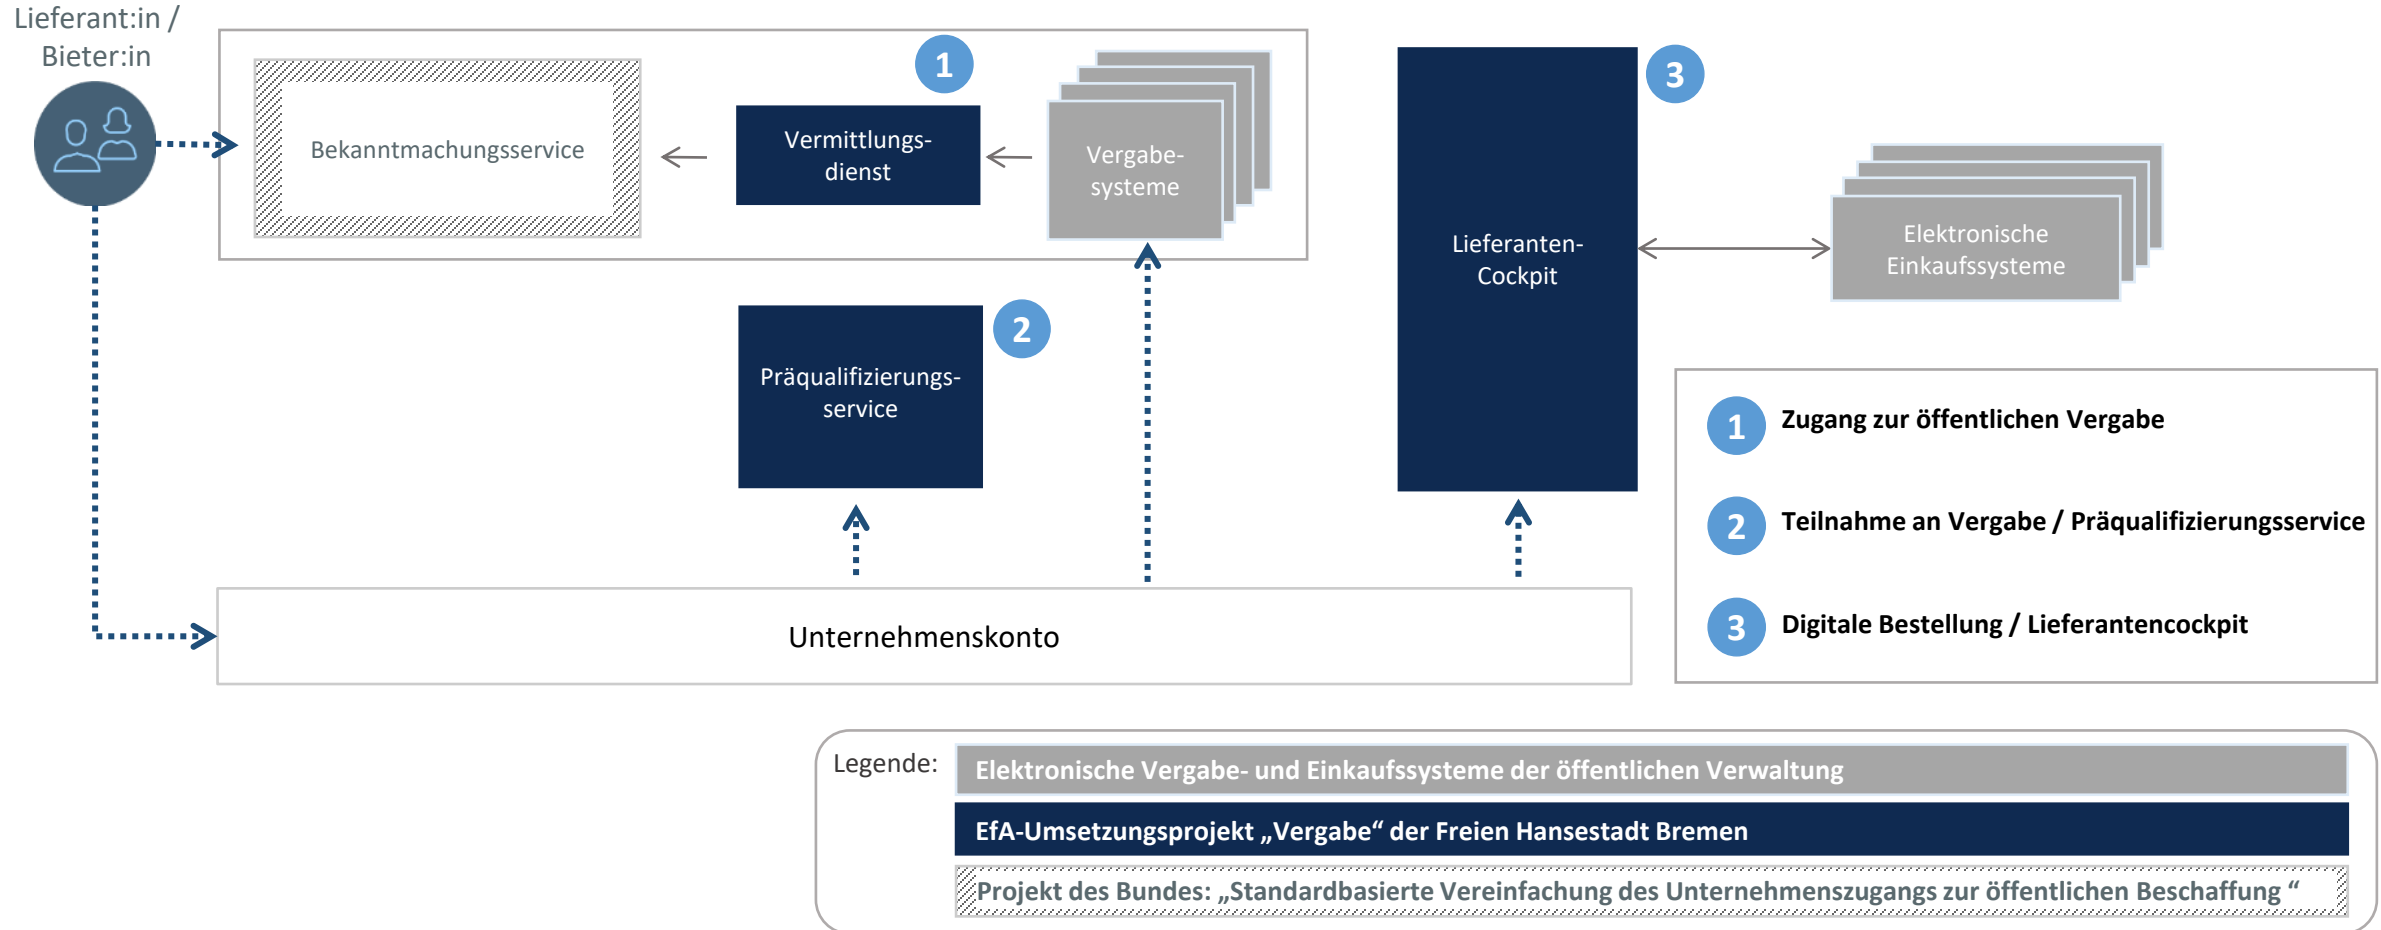 Lieferant:in /
Bieter:in
1
Bekanntmachungsservice
Vermittlungs-
dienst
Vergabe-
systeme
3
Lieferanten-
Cockpit
Elektronische
Einkaufssysteme
2
Präqualifizierungs-
service
1 Zugang zur öffentlichen Vergabe
2 Teilnahme an Vergabe / Präqualifizierungsservice
3 Digitale Bestellung / Lieferantencockpit
Unternehmenskonto
Legende:
Elektronische Vergabe- und Einkaufssysteme der öffentlichen Verwaltung
EfA-Umsetzungsprojekt „Vergabe“ der Freien Hansestadt Bremen
Projekt des Bundes: „Standardbasierte Vereinfachung des Unternehmenszugangs zur öffentlichen Beschaffung “